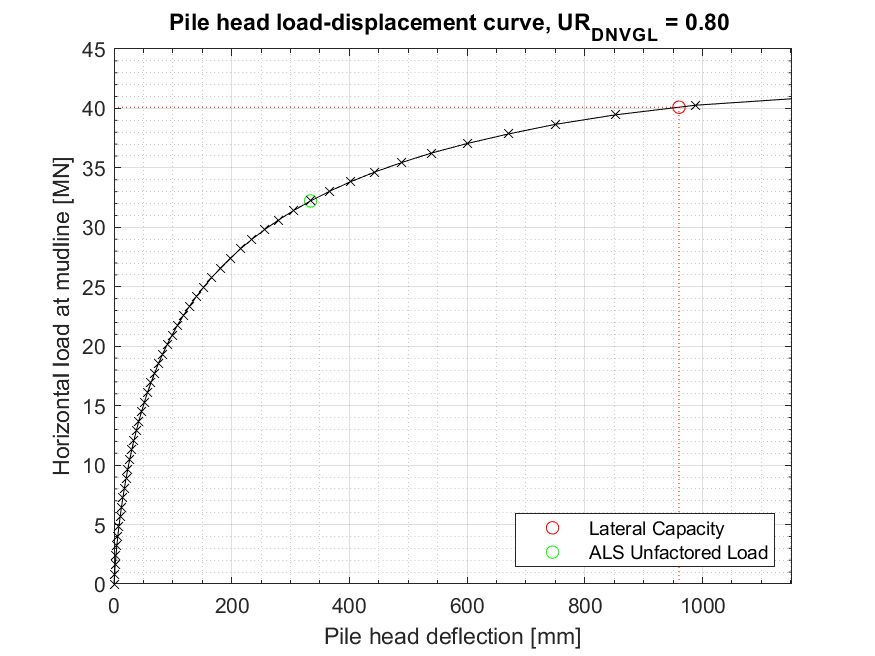 Pile head load-displacement curve, UR_DNVGL = 0.80
Horizontal load at mudline [MN]
45
40
35
30
25
20
15
10
5
0
Lateral Capacity
ALS Unfactored Load
0 200 400 600 800 1000
Pile head deflection [mm]